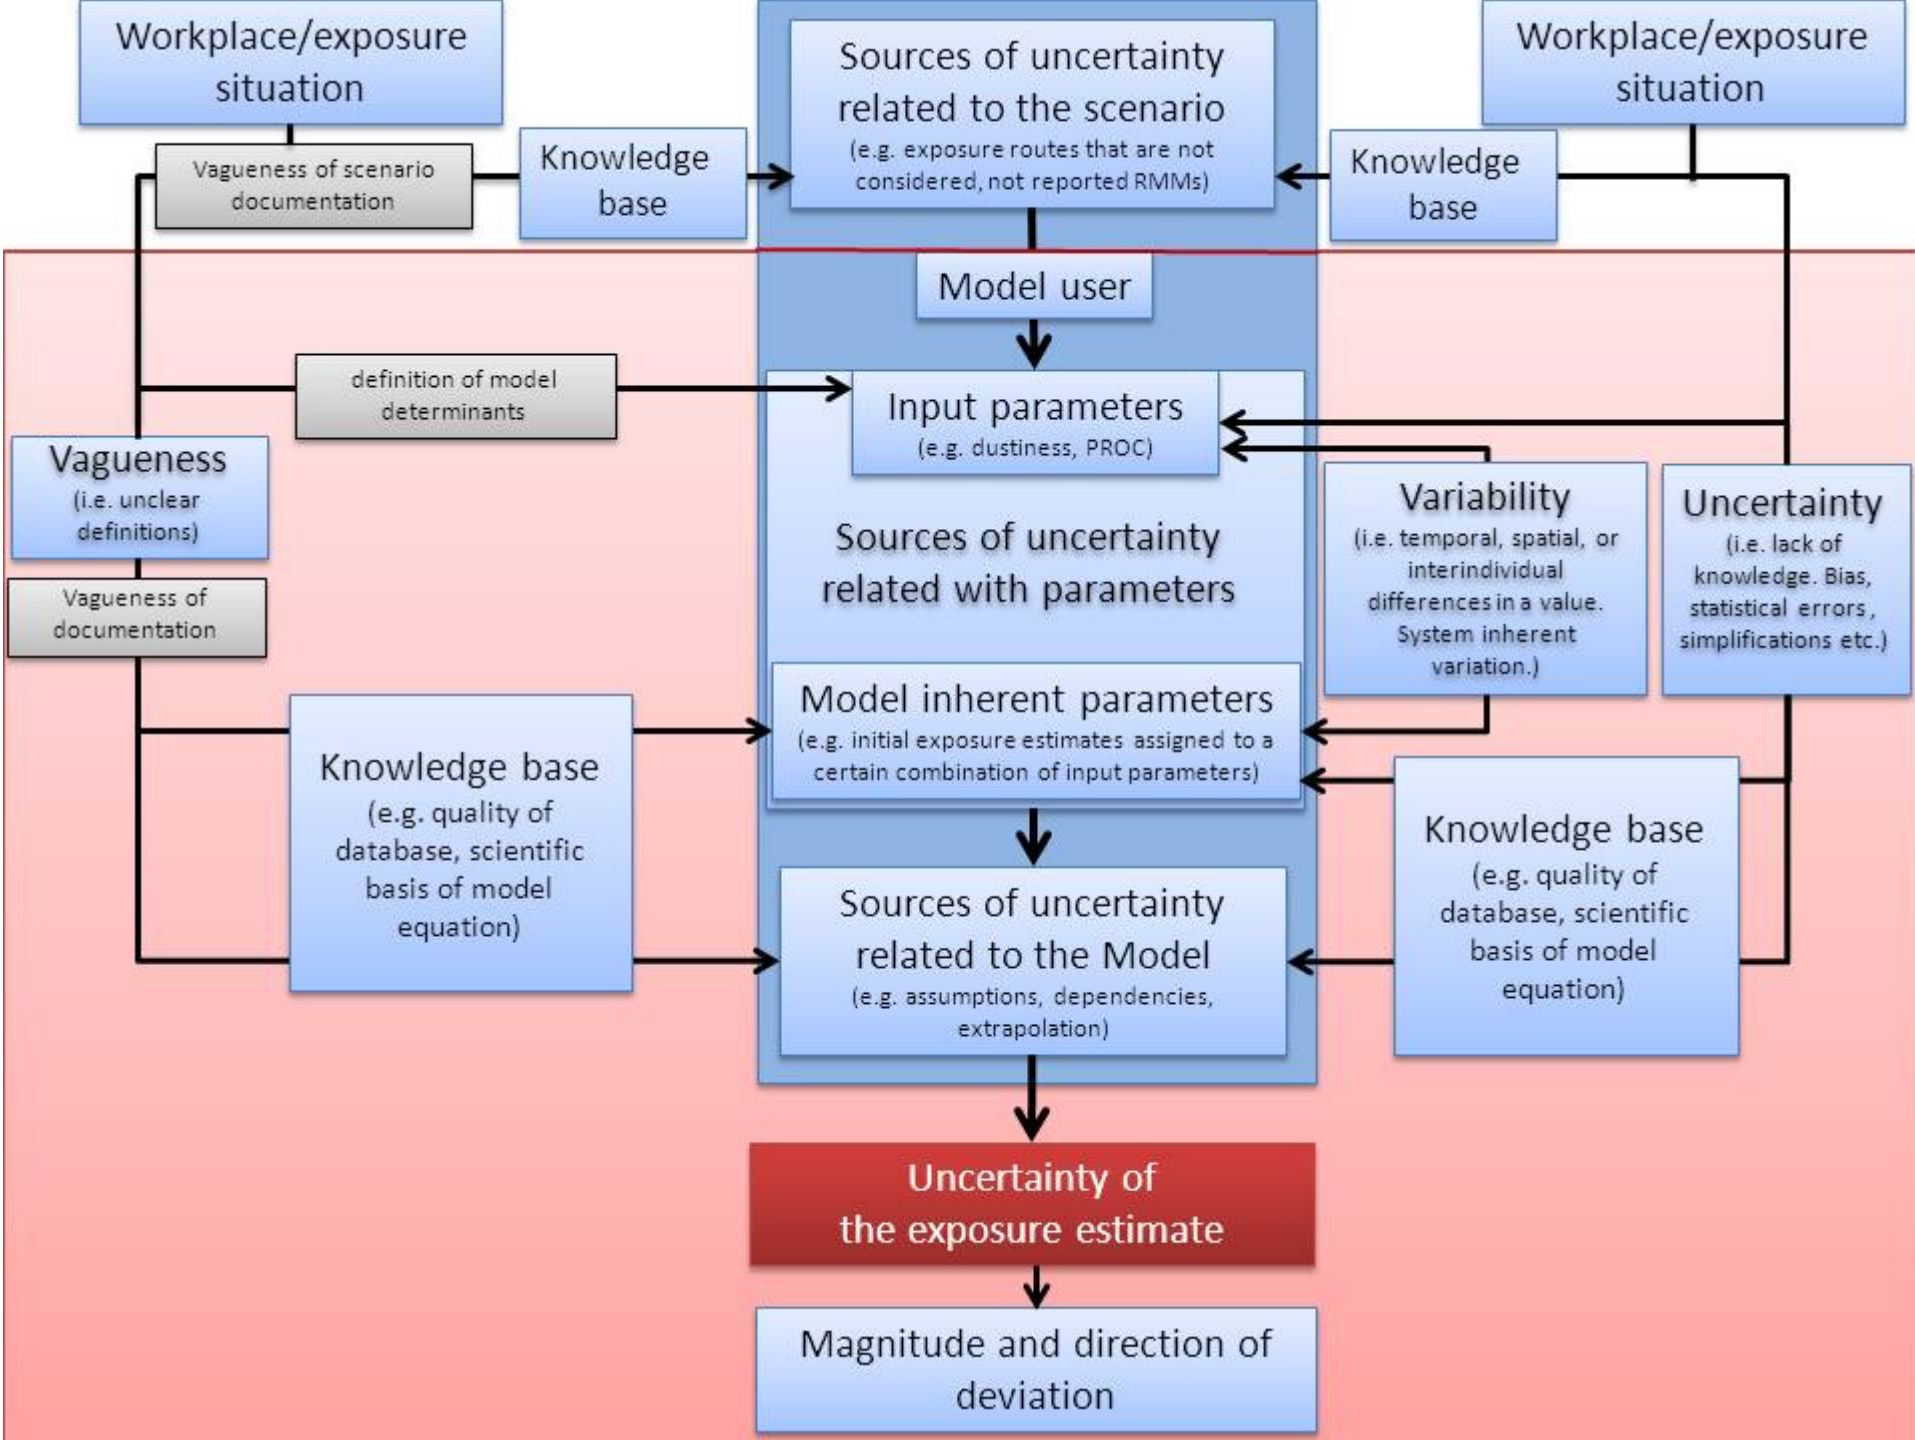 Workplace/exposure
situation
Sources of uncertainty
related to the scenario
(e.g. exposure routes that are not
considered, not reported RMMs)
Workplace/exposure
situation
Vagueness of scenario
documentation
Knowledge
base
Knowledge
base
Model user
definition of model
determinants
Input parameters
(e.g. dustiness, PROC)
Vagueness
(i.e. unclear
definitions)
Vagueness of
documentation
Sources of uncertainty
related with parameters
Variability
(i.e. temporal, spatial, or
interindividual
differences in a value.
System inherent
variation.)
Uncertainty
(i.e. lack of
knowledge. Bias,
statistical errors,
simplifications etc.)
Model inherent parameters
(e.g. initial exposure estimates assigned to a
certain combination of input parameters)
Knowledge base
(e.g. quality of
database, scientific
basis of model
equation)
Knowledge base
(e.g. quality of
database, scientific
basis of model
equation)
Sources of uncertainty
related to the Model
(e.g. assumptions, dependencies,
extrapolation)
Uncertainty of
the exposure estimate
Magnitude and direction of
deviation